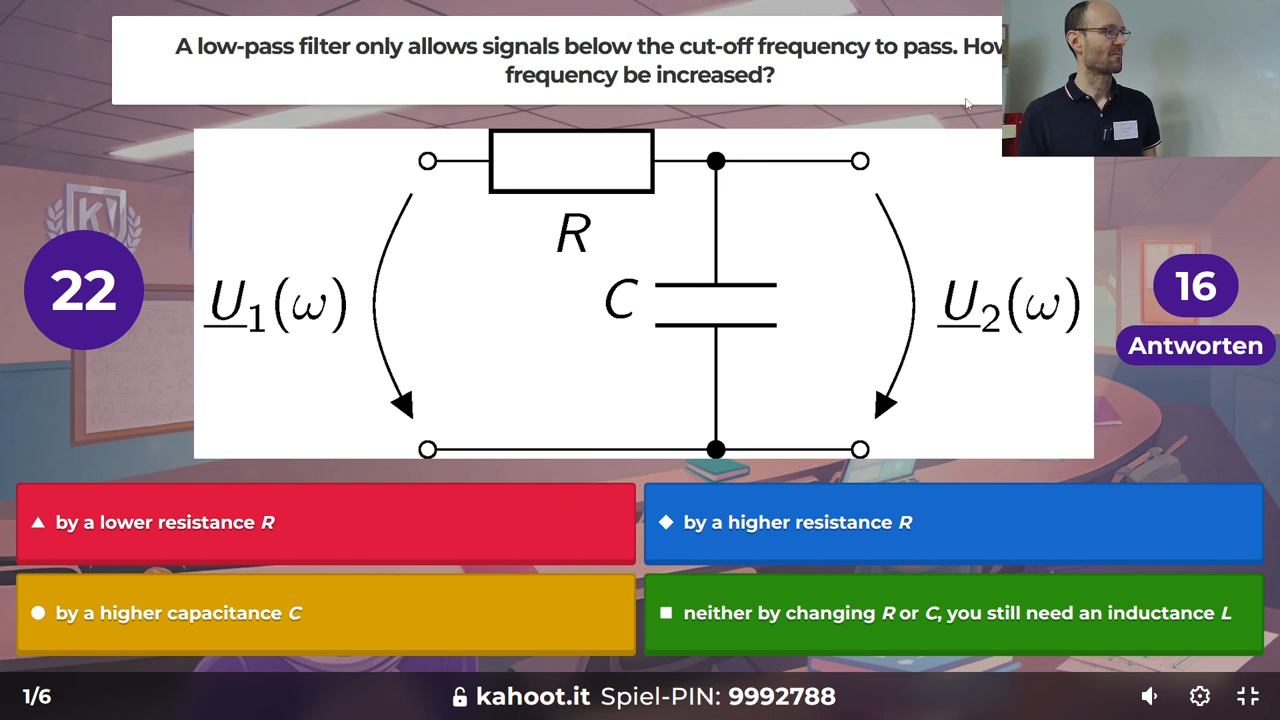 A low-pass filter only allows signals below the cut-off frequency to pass.
frequency be increased?
22
R
C
U1(ω)
U2(ω)
16
Antworten
by a lower resistance R
by a higher resistance R
by a higher capacitance C
neither by changing R or C, you still need an inductance L
1/6
kahoot.it Spiel-PIN: 9992788